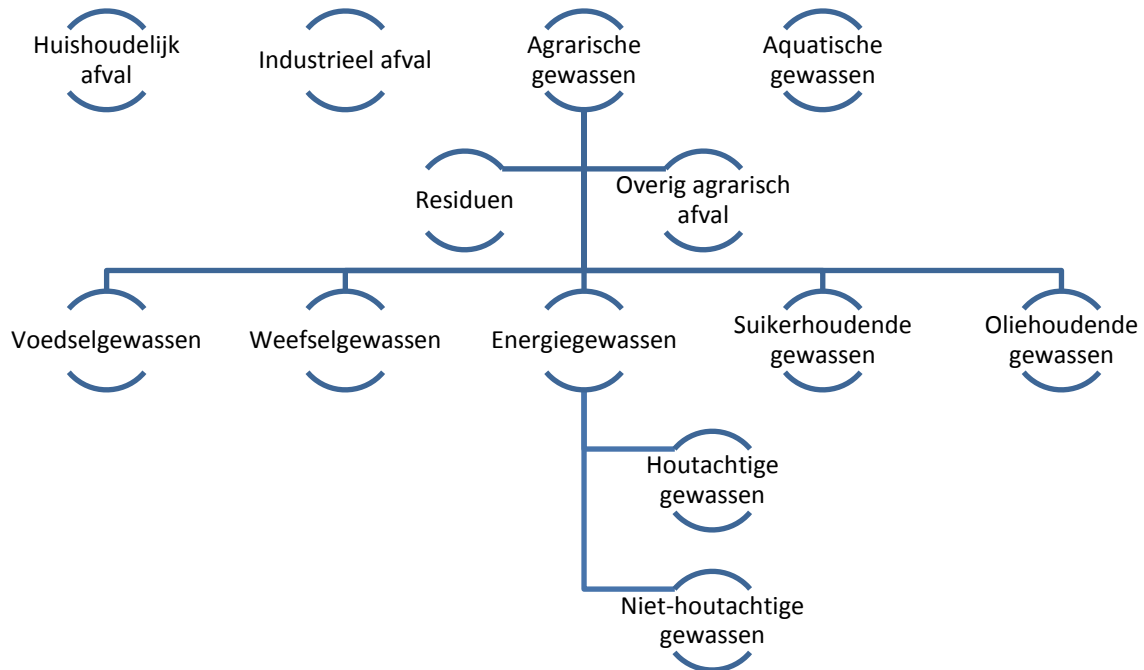 Huishoudelijk
afval
Industrieel afval
Agrarische
gewassen
Aquatische
gewassen
Residuen
Overig agrarisch
afval
Voedselgewassen
Weefselgewassen
Energiegewassen
Suikerhoudende
gewassen
Oliehoudende
gewassen
Houtachtige
gewassen
Niet-houtachtige
gewassen